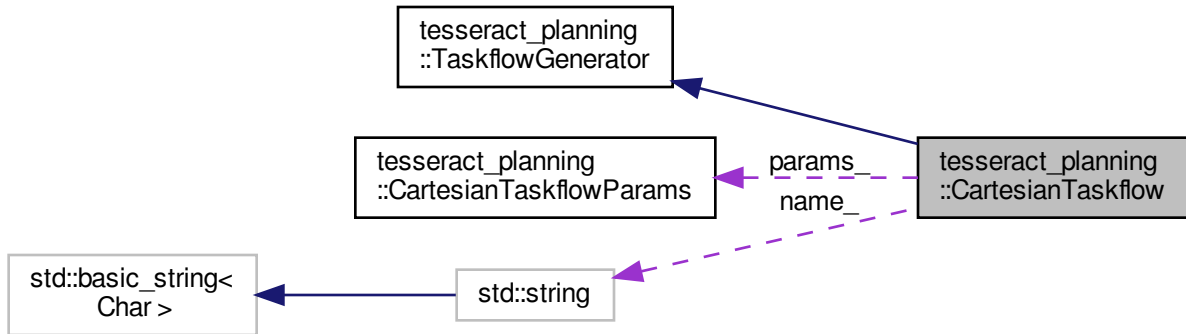 tesseract_planning
::TaskflowGenerator
tesseract_planning
::CartesianTaskflowParams
params_
name_
tesseract_planning
::CartesianTaskflow
std::basic_string<
Char >
std::string